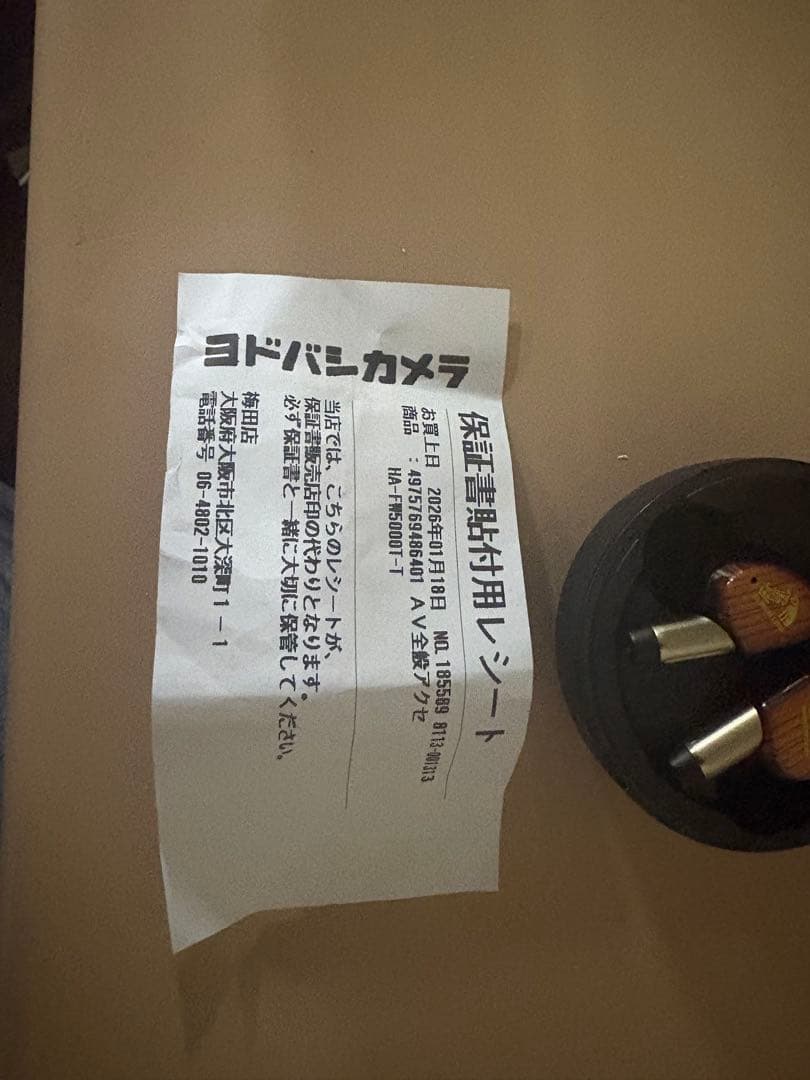 ヨドバシカメラ
保証書貼付用レシート
お買上日 2026年01月18日 NO.185589 8113-001313
商品 :4975769486401 AV全般アクセ
HA-FW5000T-T
当店では、こちらのレシートが、
保証書販売店印の代わりとなります。
必ず保証書と一緒に大切に保管してください。
梅田店
大阪府大阪市北区大深町1-1
電話番号 06-4802-1010